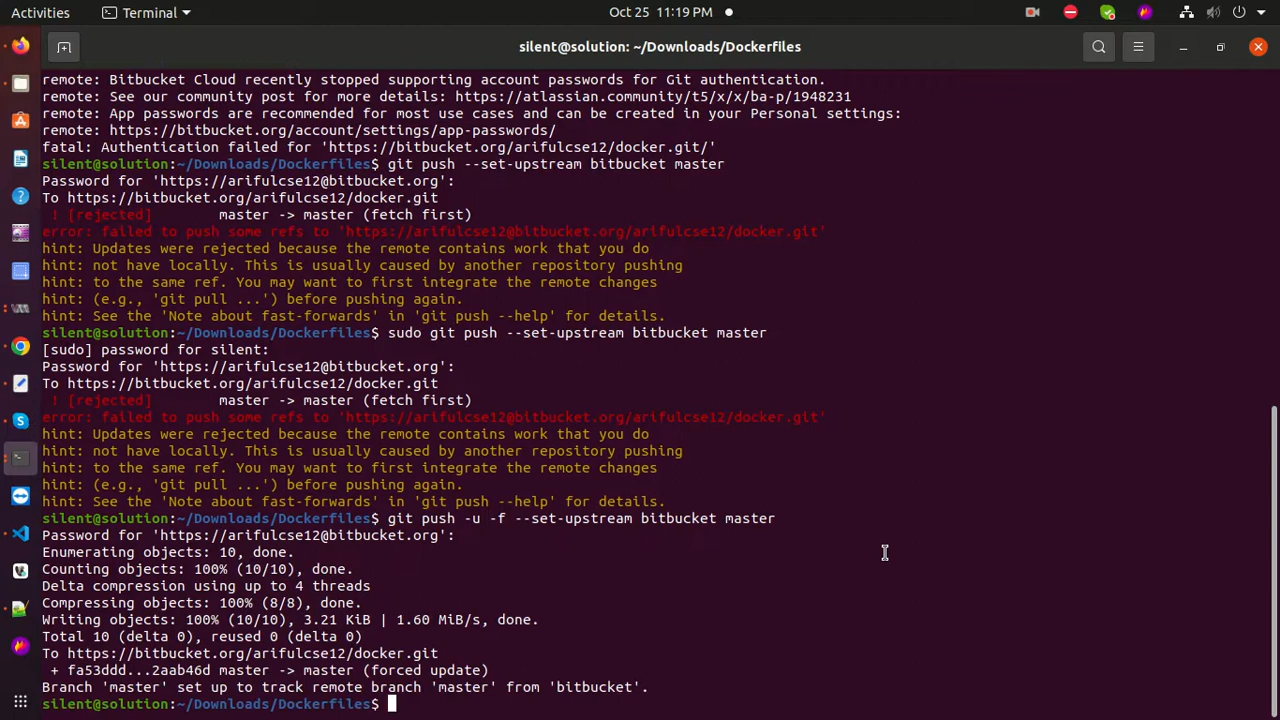 Activities
Terminal
Oct 25 11:19 PM
silent@solution: ~/Downloads/Dockerfiles
remote: Bitbucket Cloud recently stopped supporting account passwords for Git authentication.
remote: See our community post for more details: https://atlassian.community/t5/x/x/ba-p/1948231
remote: App passwords are recommended for most use cases and can be created in your Personal settings:
remote: https://bitbucket.org/account/settings/app-passwords/
fatal: Authentication failed for 'https://bitbucket.org/arifulcse12/docker.git/'
silent@solution:~/Downloads/Dockerfiles$ git push --set-upstream bitbucket master
Password for 'https://arifulcse12@bitbucket.org':
To https://bitbucket.org/arifulcse12/docker.git
! [rejected] master -> master (fetch first)
error: failed to push some refs to 'https://arifulcse12@bitbucket.org/arifulcse12/docker.git'
hint: Updates were rejected because the remote contains work that you do
hint: not have locally. This is usually caused by another repository pushing
hint: to the same ref. You may want to first integrate the remote changes
hint: (e.g., 'git pull ...') before pushing again.
hint: See the 'Note about fast-forwards' in 'git push --help' for details.
silent@solution:~/Downloads/Dockerfiles$ sudo git push --set-upstream bitbucket master
[sudo] password for silent:
Password for 'https://arifulcse12@bitbucket.org':
To https://bitbucket.org/arifulcse12/docker.git
! [rejected] master -> master (fetch first)
error: failed to push some refs to 'https://arifulcse12@bitbucket.org/arifulcse12/docker.git'
hint: Updates were rejected because the remote contains work that you do
hint: not have locally. This is usually caused by another repository pushing
hint: to the same ref. You may want to first integrate the remote changes
hint: (e.g., 'git pull ...') before pushing again.
hint: See the 'Note about fast-forwards' in 'git push --help' for details.
silent@solution:~/Downloads/Dockerfiles$ git push -u -f --set-upstream bitbucket master
Password for 'https://arifulcse12@bitbucket.org':
Enumerating objects: 10, done.
Counting objects: 100% (10/10), done.
Delta compression using up to 4 threads
Compressing objects: 100% (8/8), done.
Writing objects: 100% (10/10), 3.21 KiB | 1.60 MiB/s, done.
Total 10 (delta 0), reused 0 (delta 0)
To https://bitbucket.org/arifulcse12/docker.git
+ fa53ddd...2aab46d master -> master (forced update)
Branch 'master' set up to track remote branch 'master' from 'bitbucket'.
silent@solution:~/Downloads/Dockerfiles$